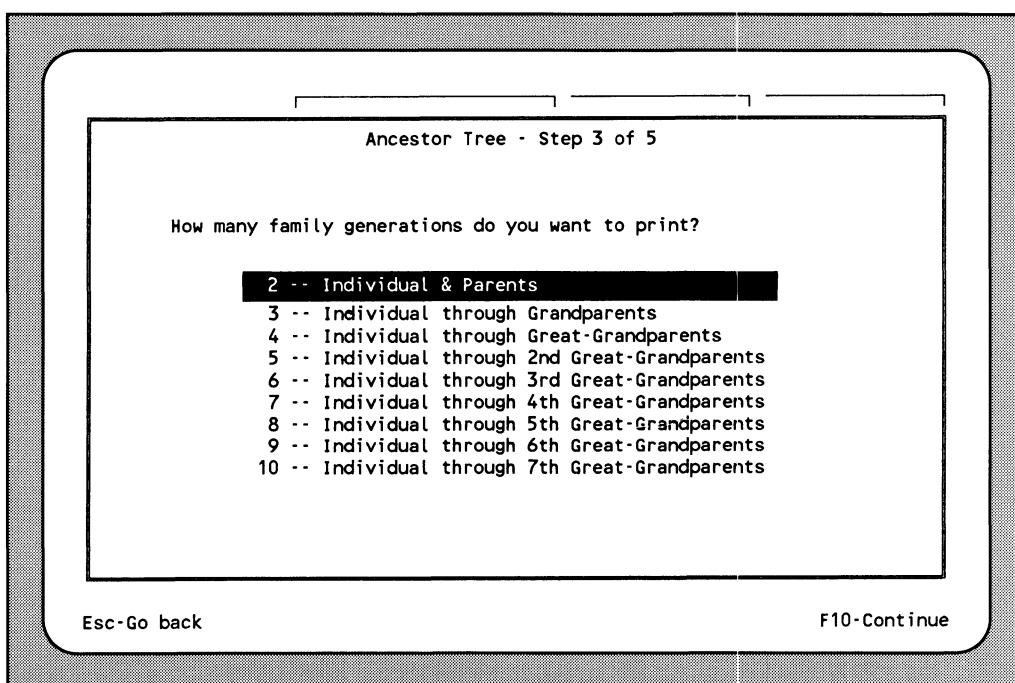 Ancestor Tree - Step 3 of 5
How many family generations do you want to print?
2 -- Individual & Parents
3 -- Individual through Grandparents
4 -- Individual through Great-Grandparents
5 -- Individual through 2nd Great-Grandparents
6 -- Individual through 3rd Great-Grandparents
7 -- Individual through 4th Great-Grandparents
8 -- Individual through 5th Great-Grandparents
9 -- Individual through 6th Great-Grandparents
10 -- Individual through 7th Great-Grandparents
Esc-Go back F10-Continue